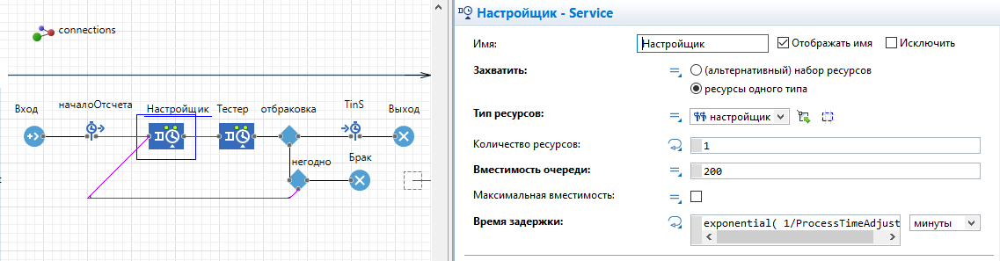 connections
Вход
началоОтсчета
Настройщик
Тестер
отбраковка
TinS
Выход
негодно
Брак
Настройщик - Service
Имя:
Настройщик
Отображать имя
Исключить
Захватить:
(альтернативный) набор ресурсов
ресурсы одного типа
Тип ресурсов:
настройщик
Количество ресурсов:
1
Вместимость очереди:
200
Максимальная вместимость:
Время задержки:
exponential( 1/ProcessTimeAdjust
минуты